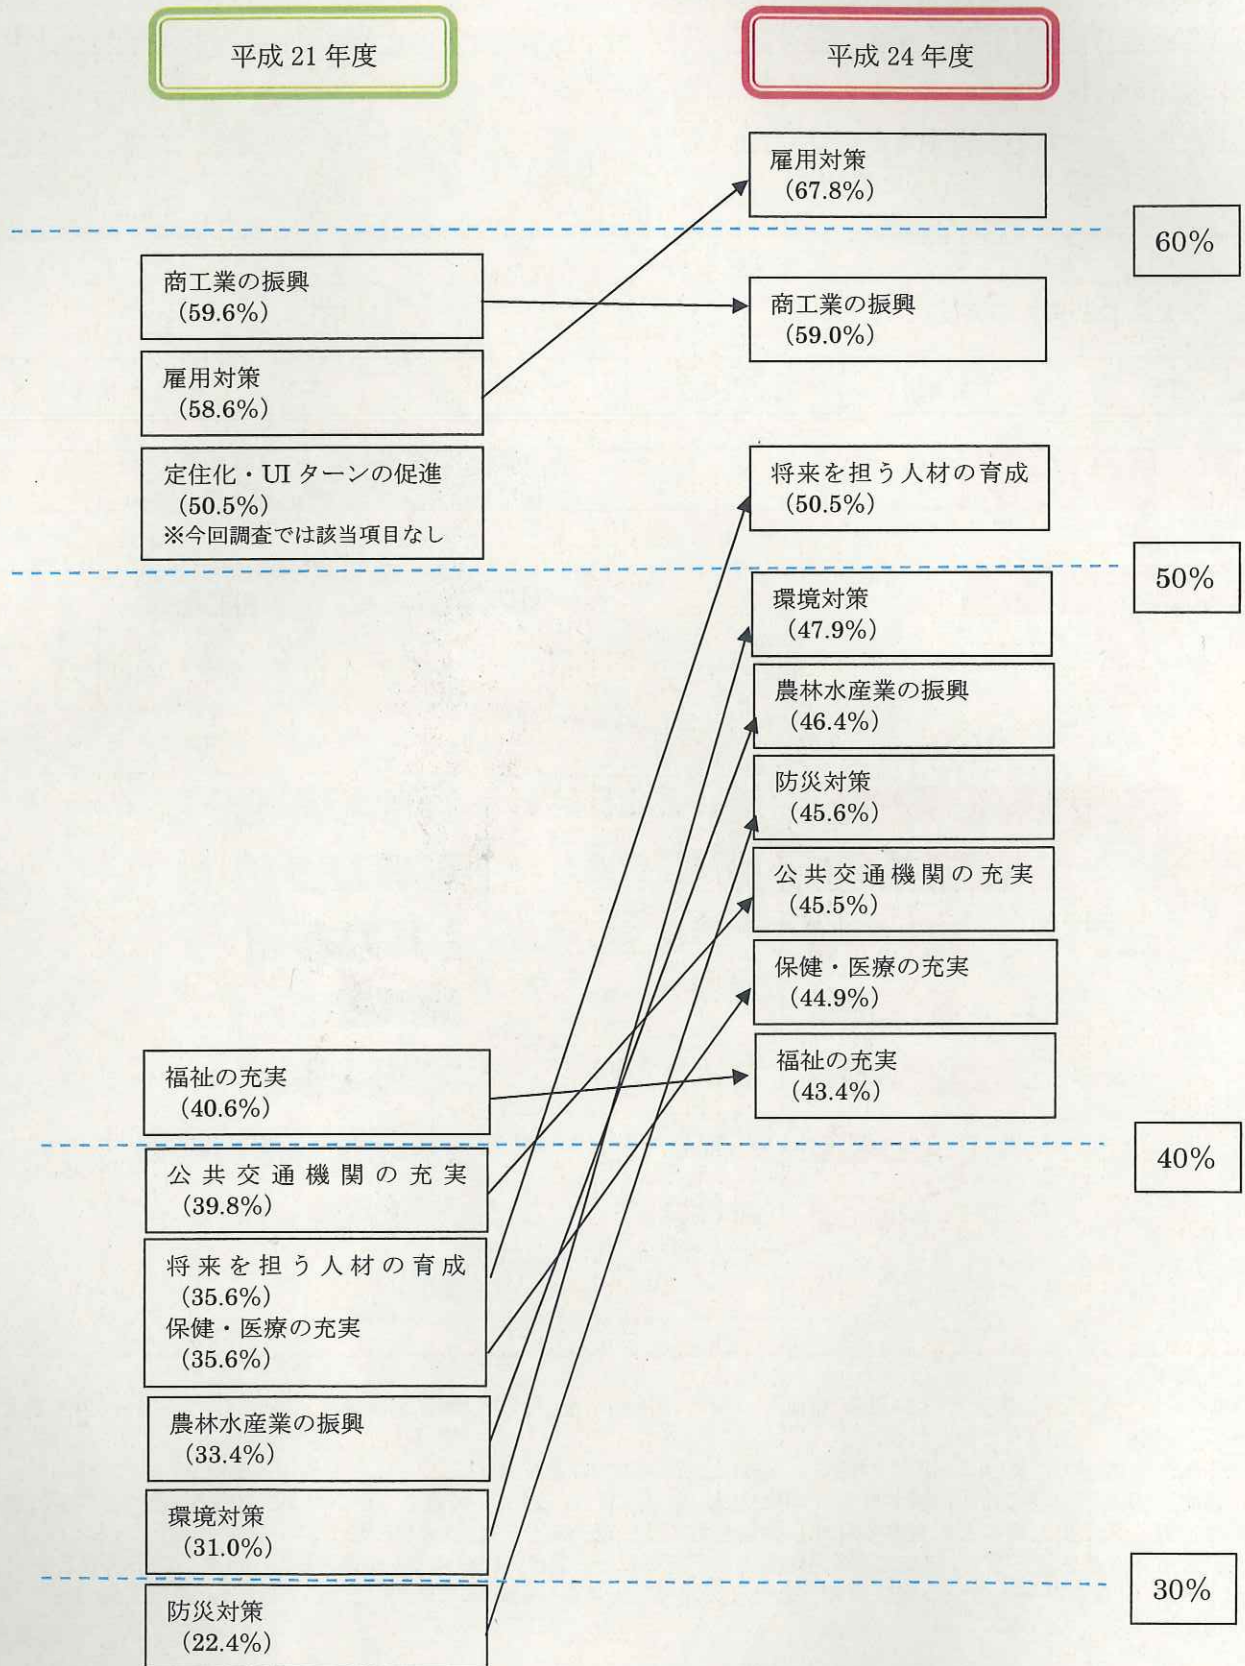 平成 21 年度
平成 24 年度
雇用対策
（67.8%）
60%
商工業の振興
（59.6%）
商工業の振興
（59.0%）
雇用対策
（58.6%）
定住化・UI ターンの促進
（50.5%）
※今回調査では該当項目なし
将来を担う人材の育成
（50.5%）
50%
環境対策
（47.9%）
農林水産業の振興
（46.4%）
防災対策
（45.6%）
公共交通機関の充実
（45.5%）
保健・医療の充実
（44.9%）
福祉の充実
（40.6%）
福祉の充実
（43.4%）
40%
公共交通機関の充実
（39.8%）
将来を担う人材の育成
（35.6%）
保健・医療の充実
（35.6%）
農林水産業の振興
（33.4%）
環境対策
（31.0%）
30%
防災対策
（22.4%）